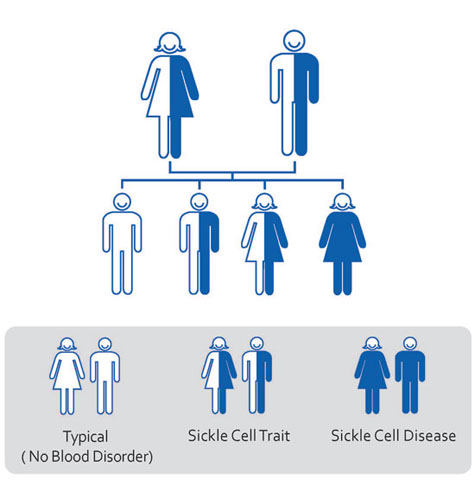 Typical
( No Blood Disorder)
Sickle Cell Trait
Sickle Cell Disease